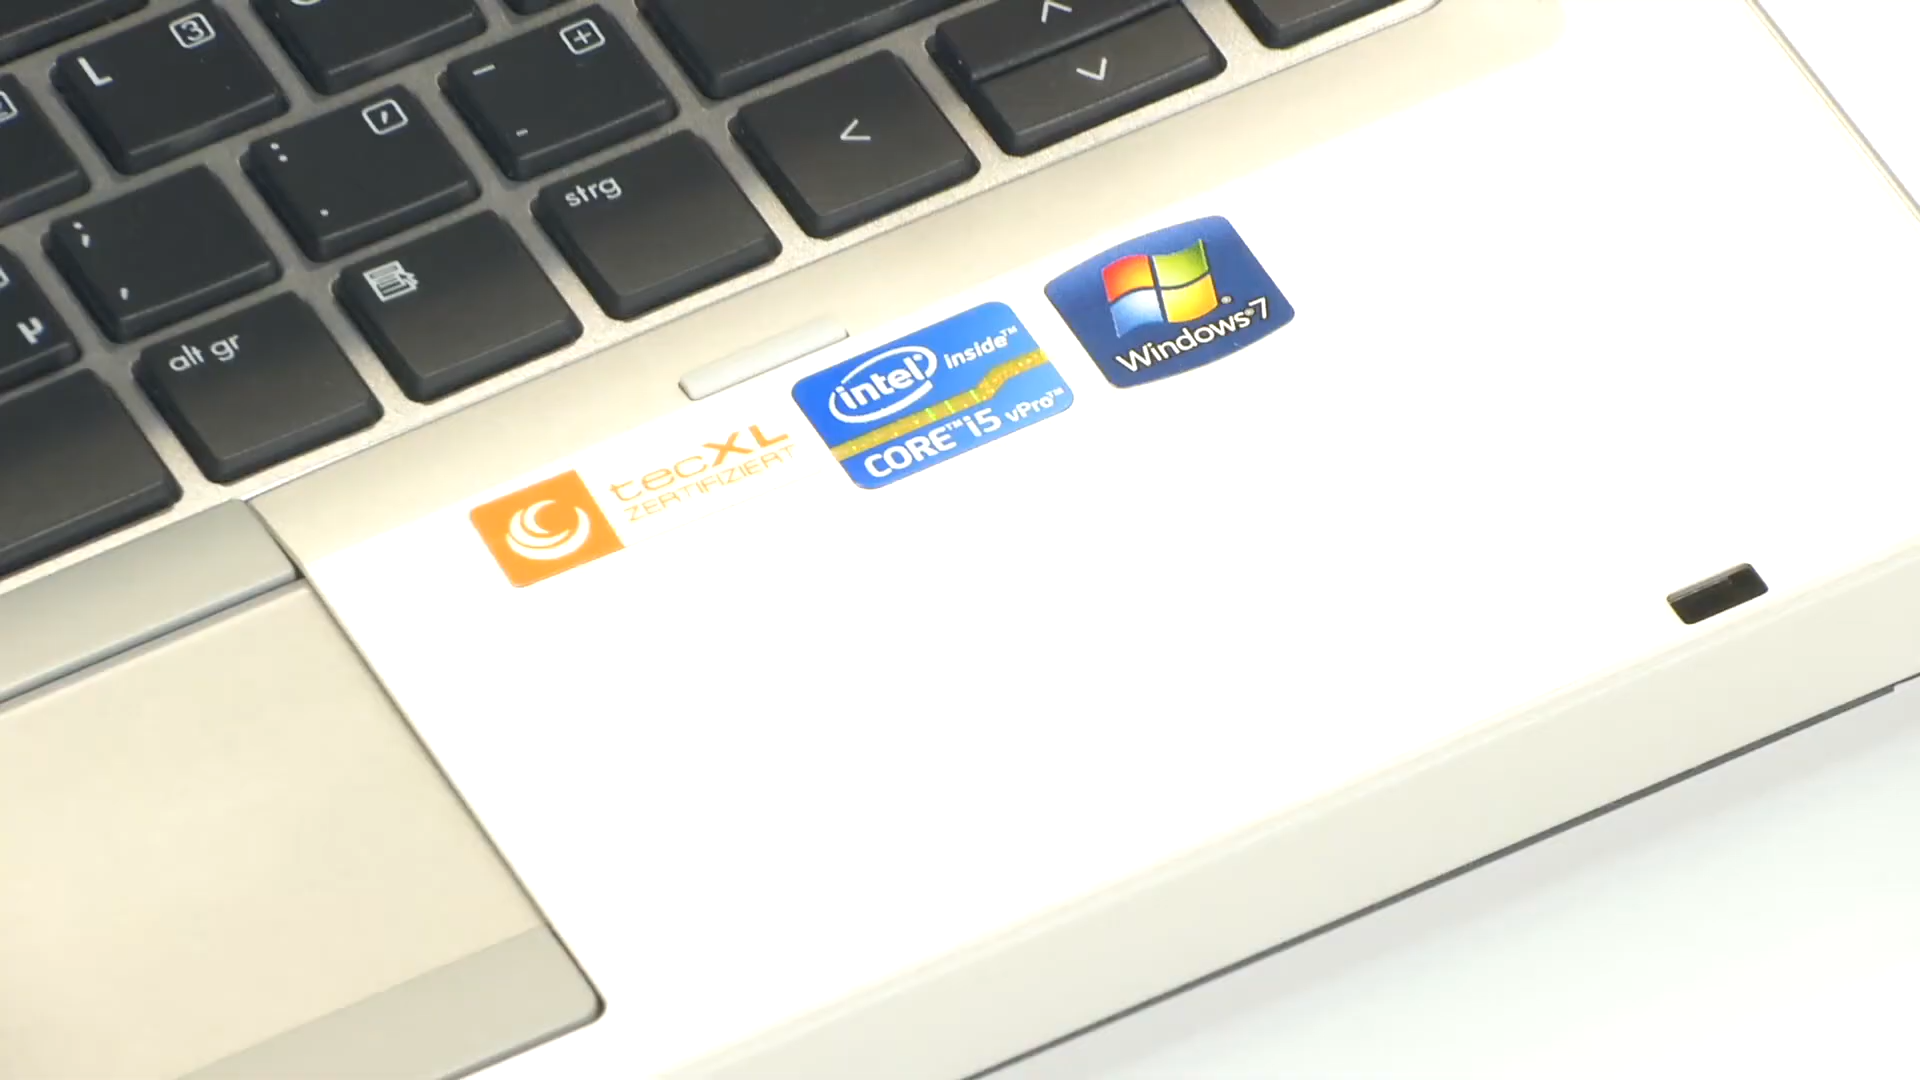 L 3
+
- -
,
: .
; ,
µ
strg
alt gr
<
intel inside™
CORE™ i5 vPro™
Windows® 7
tecXL
ZERTIFIZIERT